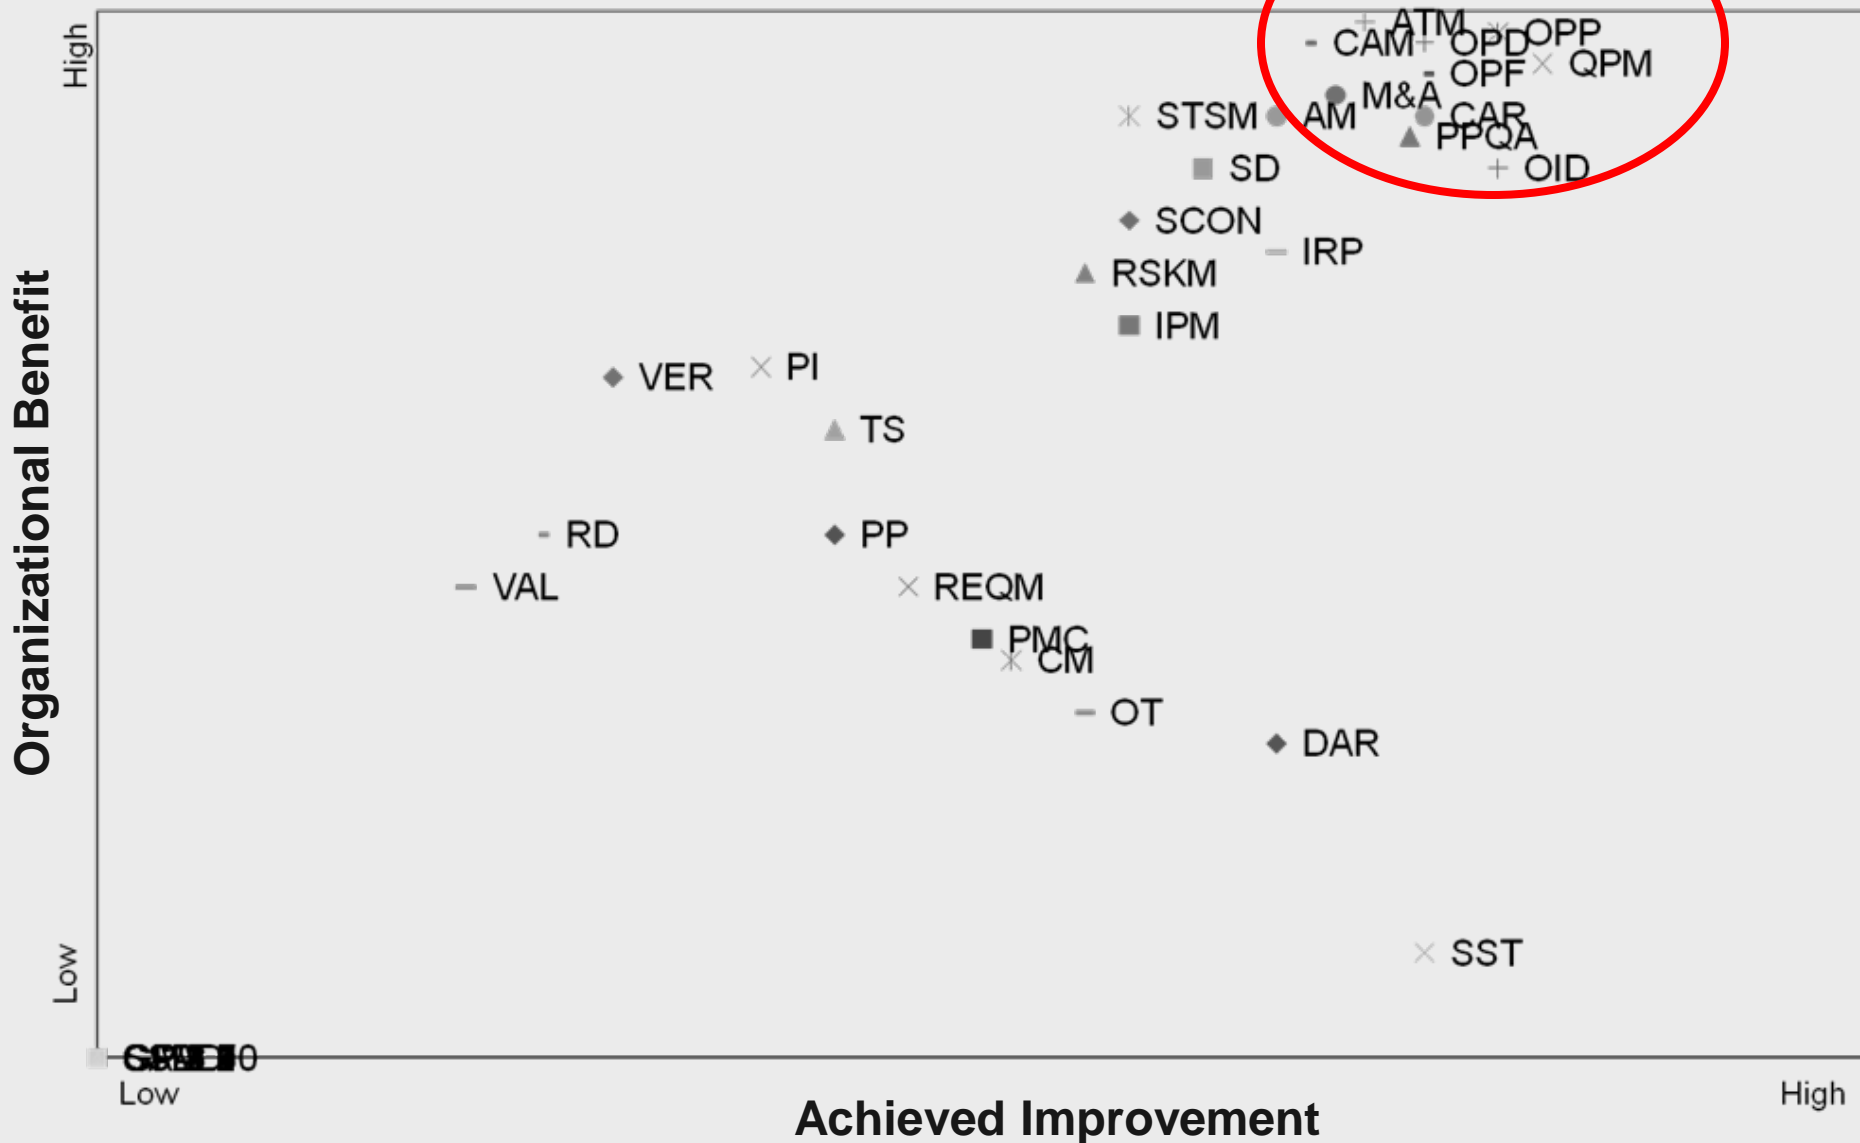 High
ATM
OPP
CAM
OPD
QPM
OPF
M&A
STSM
AM
CAR
PPQA
SD
OID
SCON
IRP
RSKM
IPM
PI
VER
TS
RD
PP
VAL
REQM
PMC
CM
OT
DAR
SST
Organizational Benefit
Low
Low
High
Achieved Improvement